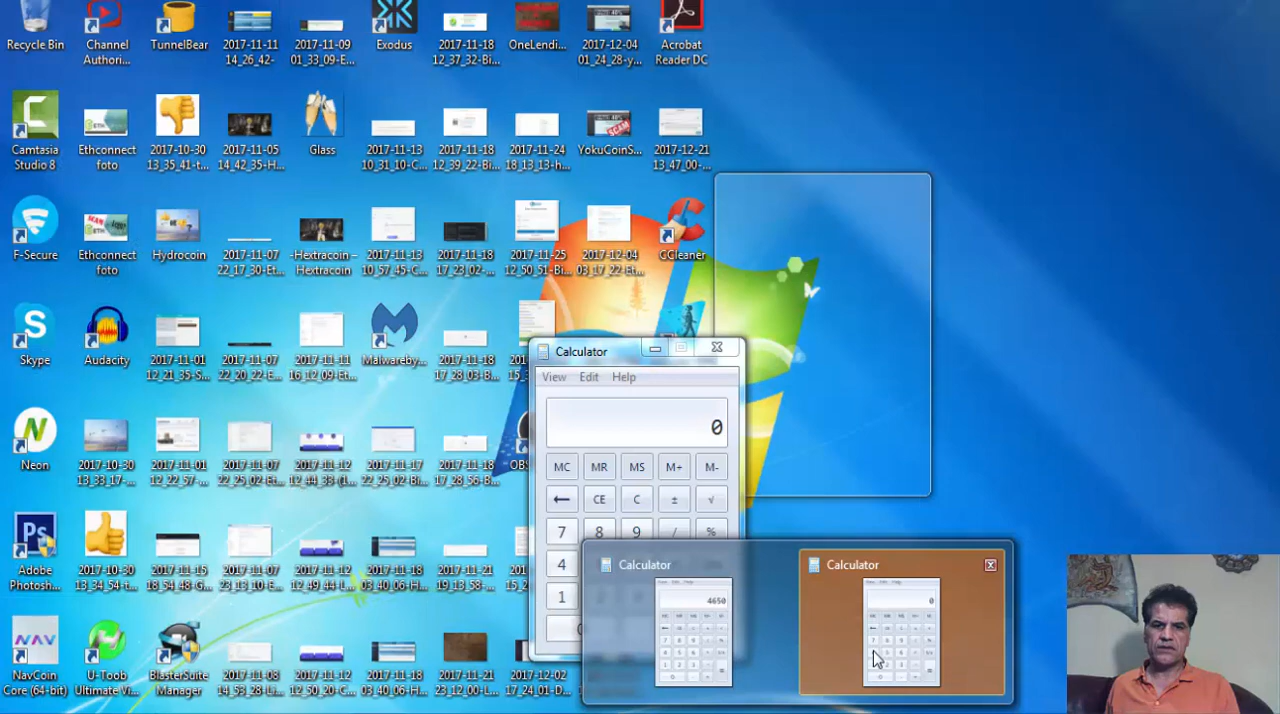 Recycle Bin
Channel
Authori...
TunnelBear
2017-11-11
14_26_42-
2017-11-09
01_33_09-E...
Exodus
2017-11-18
12_37_32-Bi...
OneLendi...
2017-12-04
01_24_28-y...
Acrobat
Reader DC
Camtasia
Studio 8
Ethconnect
foto
2017-10-30
13_35_41-t...
2017-11-05
14_42_35-H...
Glass
2017-11-13
10_31_10-C...
2017-11-18
12_39_22-Bi...
2017-11-24
18_13_13-h...
SCAM
YokuCoinS...
2017-12-21
13_47_00-...
F-Secure
Ethconnect
foto
Hydrocoin
2017-11-07
22_17_30-Et...
-Hextracoin –
Hextracoin
2017-11-13
10_57_45-C...
2017-11-18
17_23_02-...
2017-11-25
12_50_51-Bi...
2017-12-04
03_17_22-Et...
CCleaner
Skype
Audacity
2017-11-01
12_21_35-S...
2017-11-07
22_20_22-E...
2017-11-11
16_12_09-Et...
Malwareby...
2017-11-18
17_28_03-B...
Calculator
View Edit Help
0
MC MR MS M+ M-
← CE C ± √
7 8 9 / %
4
1
Neon
2017-10-30
13_33_17-...
2017-11-01
12_22_57-...
2017-11-07
22_25_02-Et...
2017-11-12
12_44_33-(1...
2017-11-17
22_25_02-Bi...
2017-11-18
17_28_56-B...
Ps
Adobe
Photosh...
2017-10-30
13_34_54-t...
2017-11-15
18_54_48-G...
2017-11-07
23_13_10-E...
2017-11-12
12_49_44-L...
2017-11-18
03_40_06-H...
2017-11-21
19_13_58-...
NAV
NavCoin
Core (64-bit)
U-Toob
Ultimate Vi...
BlasterSuite
Manager
2017-11-08
14_53_28-Li...
2017-11-12
12_50_20-C...
2017-11-18
03_40_06-...
2017-11-21
23_12_00-L...
2017-12-02
17_24_01-D...
Calculator
4650
Calculator
0